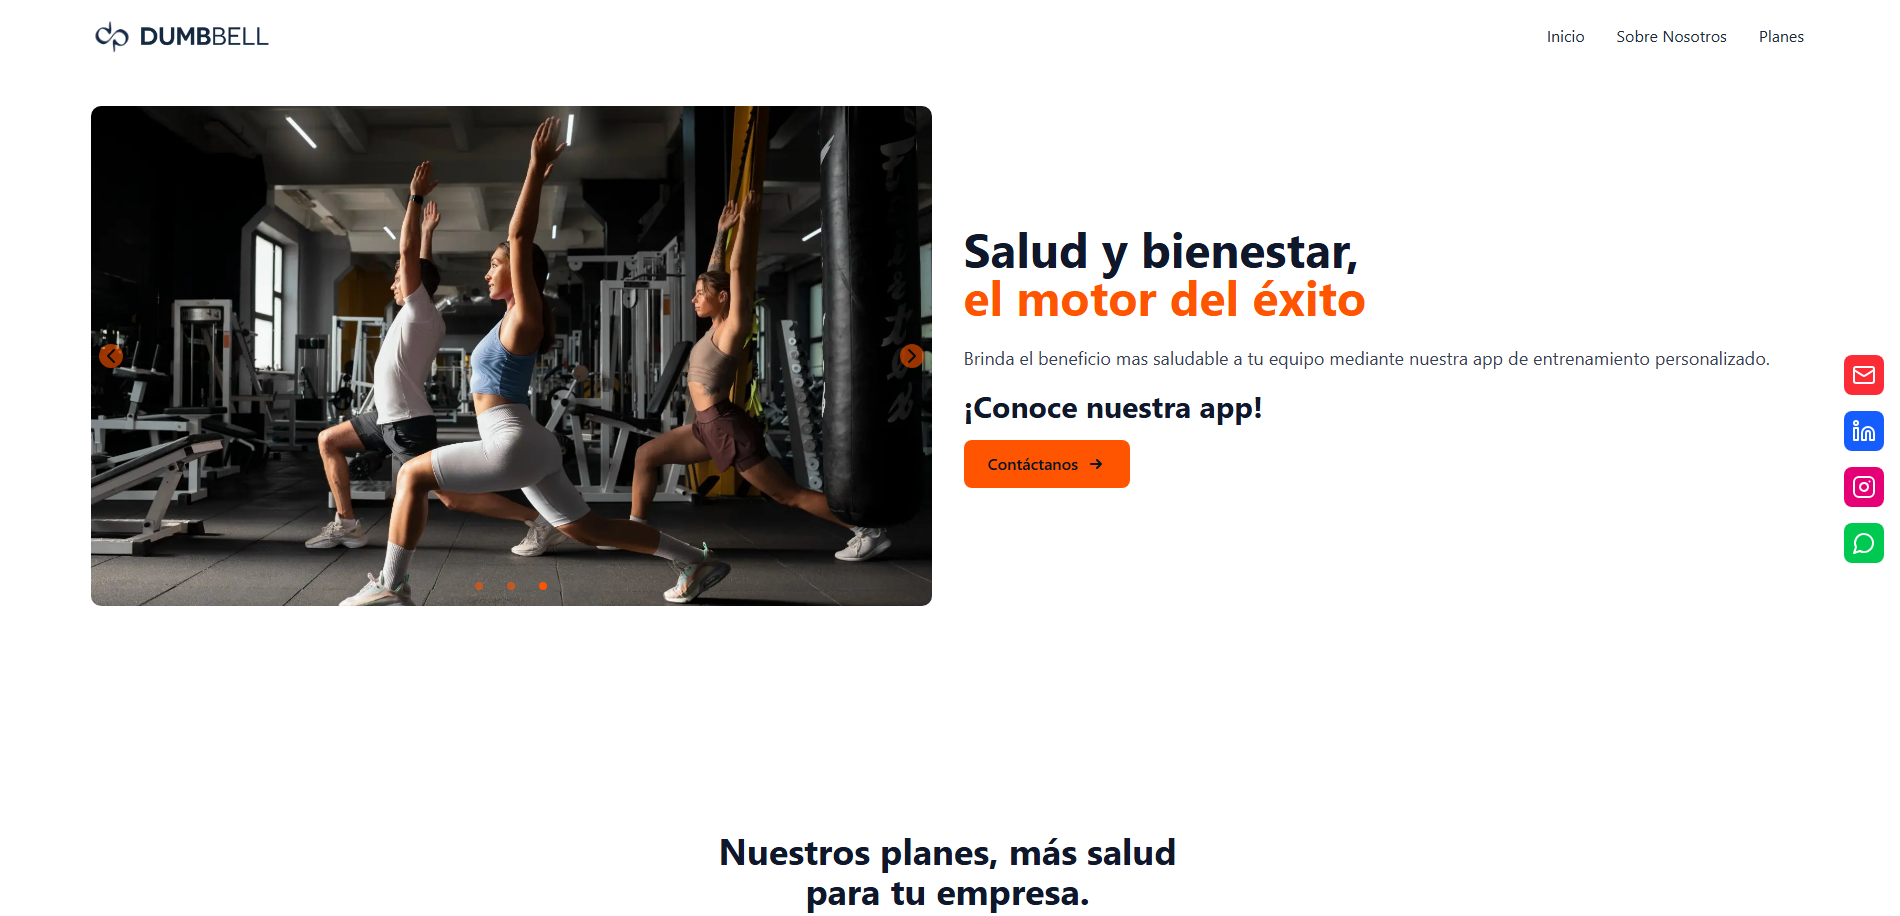 DUMBBELL
Inicio Sobre Nosotros Planes
Salud y bienestar,
el motor del éxito
Brinda el beneficio mas saludable a tu equipo mediante nuestra app de entrenamiento personalizado.
¡Conoce nuestra app!
Contáctanos
Nuestros planes, más salud
para tu empresa.